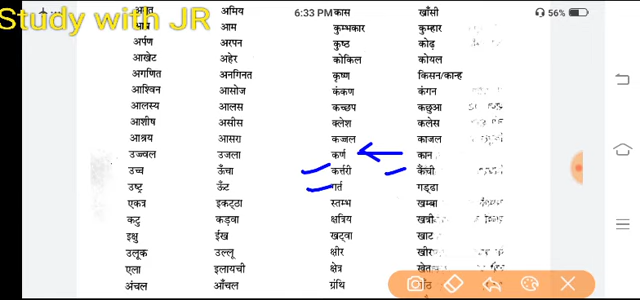 Study with JR
6:33 PM
56%
अमिय कास खाँसी
आम कुम्भकार कुम्हार
अर्पण अरपन कुष्ठ कोढ़
आखेट अहेर कोकिल कोयल
अगणित अनगिनत कृष्ण किसन/कान्ह
आश्विन आसोज कंकण कंगन
आलस्य आलस कच्छप कछुआ
आशीष असीस क्लेश कलेस
आश्रय आसरा कज्जल काजल
उज्ज्वल उजला कर्ण कान
उच्च ऊँचा कर्त्तरी कैंची
उष्ट्र ऊँट गर्त गड्ढा
एकत्र इकट्ठा स्तम्भ खम्बा
कटु कड़वा क्षत्रिय खत्री
इक्षु ईख खट्वा खाट
उलूक उल्लू क्षीर खीर
एला इलायची क्षेत्र खेत
अंचल आँचल ग्रंथि